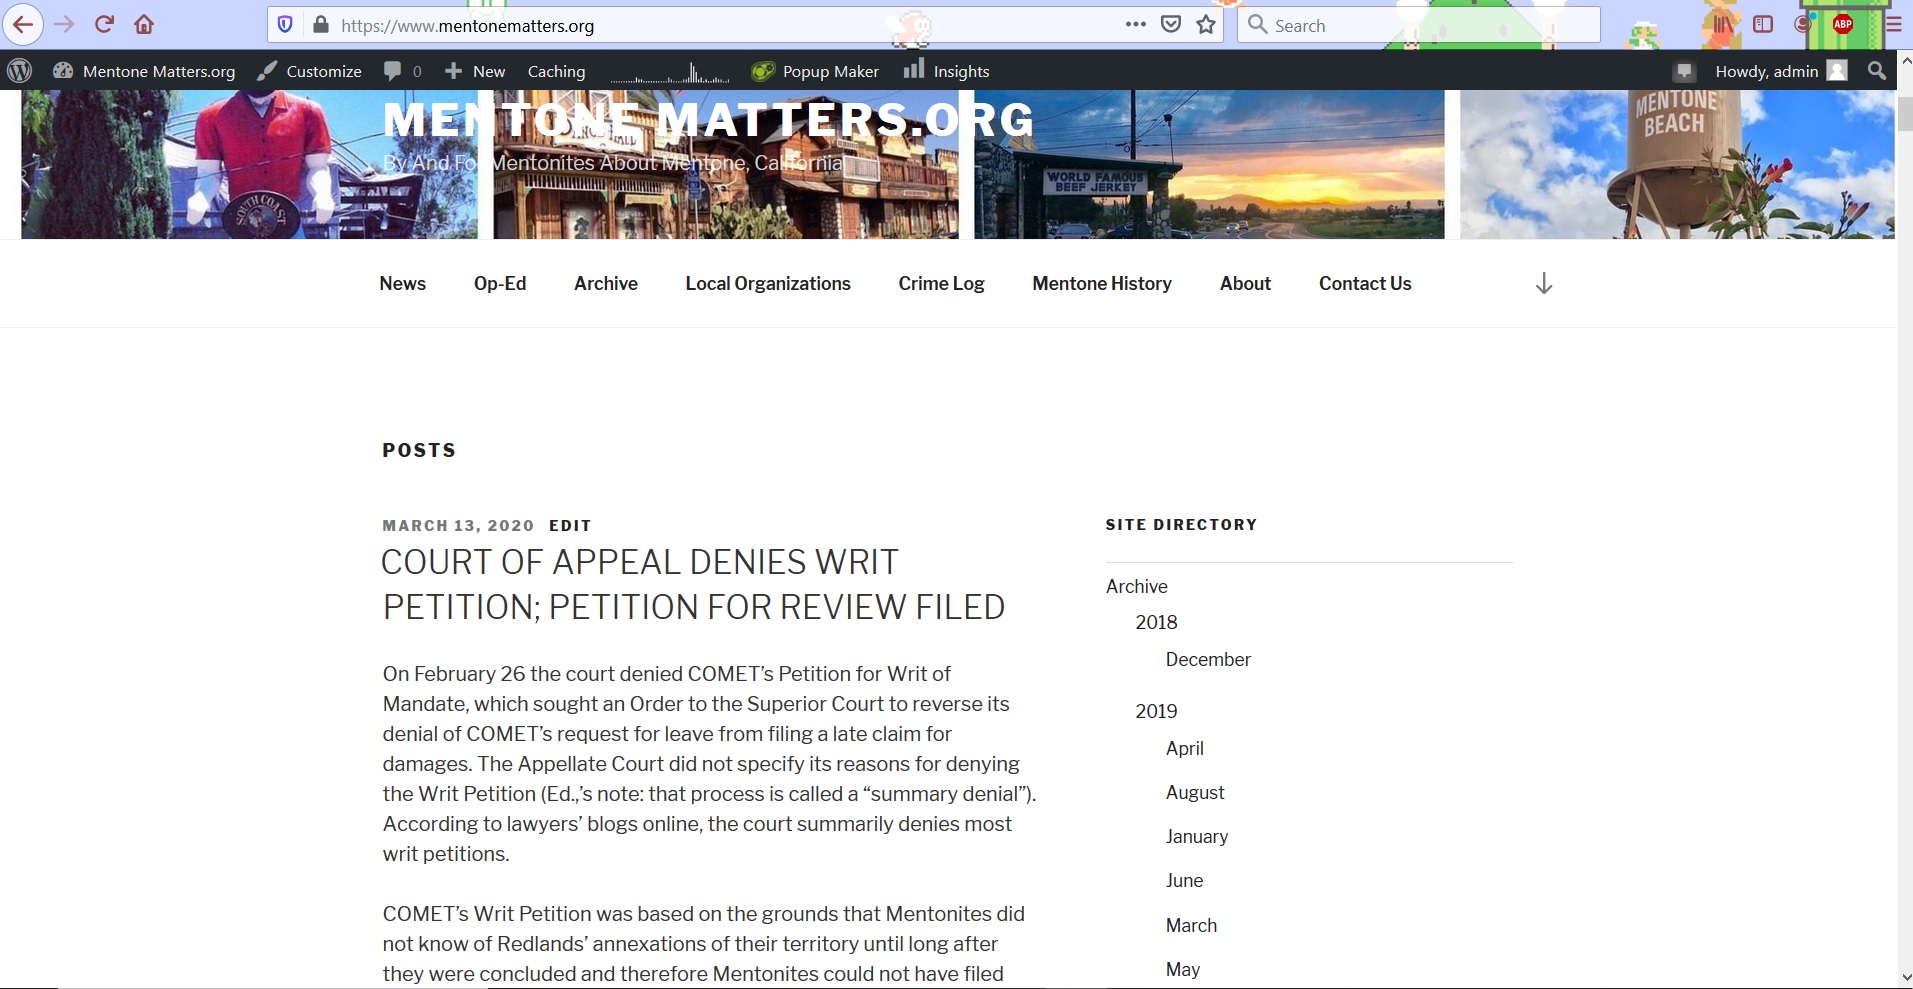 https://www.mentonematters.org
Search
ABP
Mentone Matters.org
Customize
0
New
Caching
Popup Maker
Insights
Howdy, admin
MENTONE MATTERS.ORG
By And For Mentonites About Mentone, California
SOUTH COAST
WORLD FAMOUS
BEEF JERKEY
MENTONE
BEACH
News
Op-Ed
Archive
Local Organizations
Crime Log
Mentone History
About
Contact Us
POSTS
MARCH 13, 2020 EDIT
COURT OF APPEAL DENIES WRIT
PETITION; PETITION FOR REVIEW FILED
On February 26 the court denied COMET’s Petition for Writ of
Mandate, which sought an Order to the Superior Court to reverse its
denial of COMET’s request for leave from filing a late claim for
damages. The Appellate Court did not specify its reasons for denying
the Writ Petition (Ed.,’s note: that process is called a “summary denial”).
According to lawyers’ blogs online, the court summarily denies most
writ petitions.
COMET’s Writ Petition was based on the grounds that Mentonites did
not know of Redlands’ annexations of their territory until long after
they were concluded and therefore Mentonites could not have filed
SITE DIRECTORY
Archive
2018
December
2019
April
August
January
June
March
May